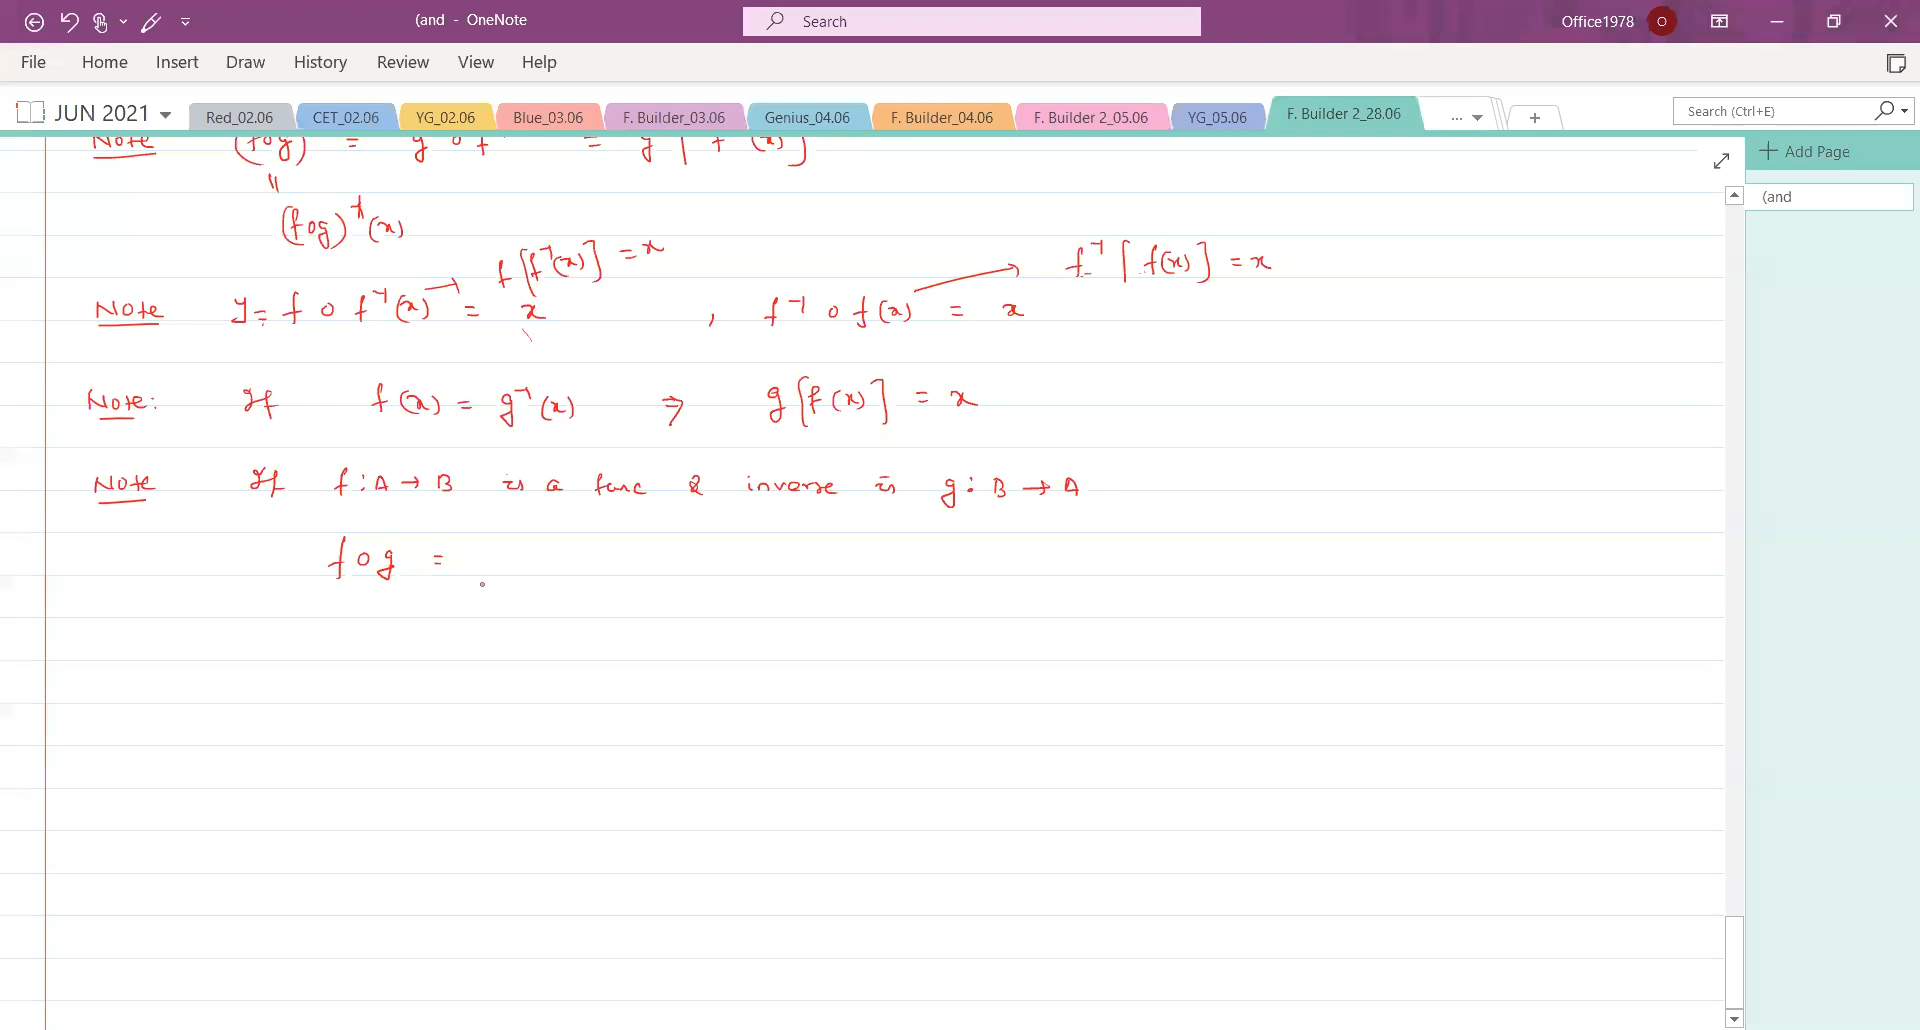 (and - OneNote
Search
Office1978 O
File Home Insert Draw History Review View Help
JUN 2021 Red_02.06 CET_02.06 YG_02.06 Blue_03.06 F. Builder_03.06 Genius_04.06 F. Builder_04.06 F. Builder 2_05.06 YG_05.06 F. Builder 2_28.06 ... +
Search (Ctrl+E)
+ Add Page
(and
Note (fog) = g o f = g[f (x)]
(fog)⁻¹(x)
f[f⁻¹(x)] = x f⁻¹[f(x)] = x
Note y = f o f⁻¹(x) = x , f⁻¹ o f(x) = x
Note: If f(x) = g⁻¹(x) ⇒ g[f(x)] = x
Note If f : A → B is a func & inverse is g : B → A
f o g =